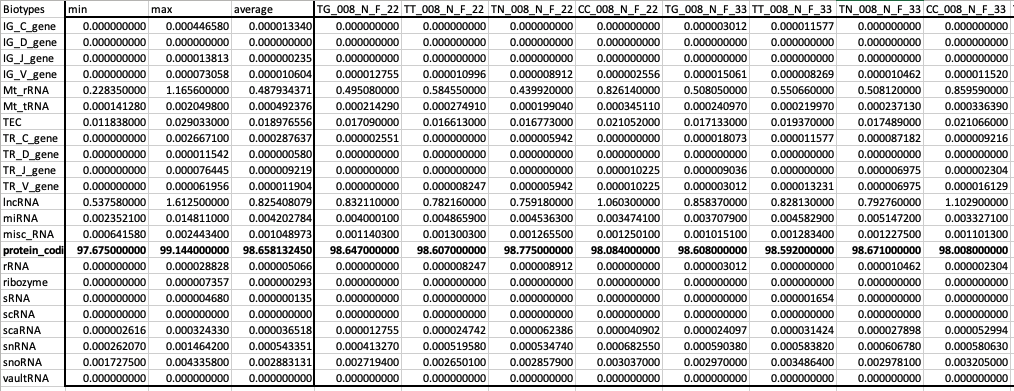 Biotypes min max average TG_008_N_F_22 TT_008_N_F_22 TN_008_N_F_22 CC_008_N_F_22 TG_008_N_F_33 TT_008_N_F_33 TN_008_N_F_33 CC_008_N_F_33
IG_C_gene 0.000000000 0.000446580 0.000013340 0.000000000 0.000000000 0.000000000 0.000000000 0.000003012 0.000011577 0.000000000 0.000000000
IG_D_gene 0.000000000 0.000000000 0.000000000 0.000000000 0.000000000 0.000000000 0.000000000 0.000000000 0.000000000 0.000000000 0.000000000
IG_J_gene 0.000000000 0.000013813 0.000000235 0.000000000 0.000000000 0.000000000 0.000000000 0.000000000 0.000000000 0.000000000 0.000000000
IG_V_gene 0.000000000 0.000073058 0.000010604 0.000012755 0.000010996 0.000008912 0.000002556 0.000015061 0.000008269 0.000010462 0.000011520
Mt_rRNA 0.228350000 1.165600000 0.487934371 0.495080000 0.584550000 0.439920000 0.826140000 0.508050000 0.550660000 0.508120000 0.859590000
Mt_tRNA 0.000141280 0.002049800 0.000492376 0.000214290 0.000274910 0.000199040 0.000345110 0.000240970 0.000219970 0.000237130 0.000336390
TEC 0.011838000 0.029033000 0.018976556 0.017090000 0.016613000 0.016773000 0.021052000 0.017133000 0.019370000 0.017489000 0.021066000
TR_C_gene 0.000000000 0.002667100 0.000287637 0.000002551 0.000000000 0.000005942 0.000000000 0.000018073 0.000011577 0.000087182 0.000009216
TR_D_gene 0.000000000 0.000011542 0.000000580 0.000000000 0.000000000 0.000000000 0.000000000 0.000000000 0.000000000 0.000000000 0.000000000
TR_J_gene 0.000000000 0.000076445 0.000009219 0.000000000 0.000000000 0.000000000 0.000010225 0.000009036 0.000000000 0.000006975 0.000002304
TR_V_gene 0.000000000 0.000061956 0.000011904 0.000000000 0.000008247 0.000005942 0.000010225 0.000003012 0.000013231 0.000006975 0.000016129
lncRNA 0.537580000 1.612500000 0.825408079 0.832110000 0.782160000 0.759180000 1.060300000 0.858370000 0.828130000 0.792760000 1.102900000
miRNA 0.002352100 0.014811000 0.004202784 0.004000100 0.004865900 0.004536300 0.003474100 0.003707900 0.004582900 0.005147200 0.003327100
misc_RNA 0.000641580 0.002443400 0.001048973 0.001140300 0.001300300 0.001265500 0.001250100 0.001015100 0.001283400 0.001227500 0.001101300
protein_codi 97.675000000 99.144000000 98.658132450 98.647000000 98.607000000 98.775000000 98.084000000 98.608000000 98.592000000 98.671000000 98.008000000
rRNA 0.000000000 0.000028828 0.000005066 0.000000000 0.000008247 0.000008912 0.000000000 0.000003012 0.000000000 0.000010462 0.000002304
ribozyme 0.000000000 0.000007357 0.000000293 0.000000000 0.000000000 0.000000000 0.000000000 0.000000000 0.000000000 0.000000000 0.000000000
sRNA 0.000000000 0.000004680 0.000000135 0.000000000 0.000000000 0.000000000 0.000000000 0.000000000 0.000001654 0.000000000 0.000000000
scRNA 0.000000000 0.000000000 0.000000000 0.000000000 0.000000000 0.000000000 0.000000000 0.000000000 0.000000000 0.000000000 0.000000000
scaRNA 0.000002616 0.000324330 0.000036518 0.000012755 0.000024742 0.000062386 0.000040902 0.000024097 0.000031424 0.000027898 0.000052994
snRNA 0.000262070 0.001464200 0.000543351 0.000413270 0.000519580 0.000534740 0.000682550 0.000590380 0.000583820 0.000606780 0.000580630
snoRNA 0.001727500 0.004335800 0.002883131 0.002719400 0.002650100 0.002857900 0.003037000 0.002970000 0.003486400 0.002978100 0.003205000
vaultRNA 0.000000000 0.000000000 0.000000000 0.000000000 0.000000000 0.000000000 0.000000000 0.000000000 0.000000000 0.000000000 0.000000000